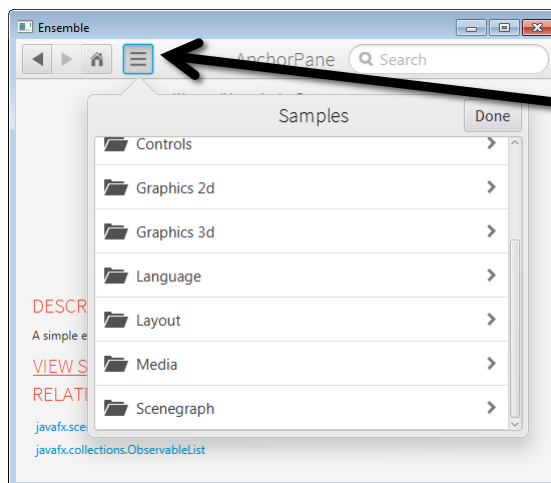 Ensemble
AnchorPane
Search
Samples
Done
Controls
Graphics 2d
Graphics 3d
Language
Layout
Media
Scenegraph
DESCR
A simple e
VIEW S
RELATE
javafx.sce
javafx.collections.ObservableList